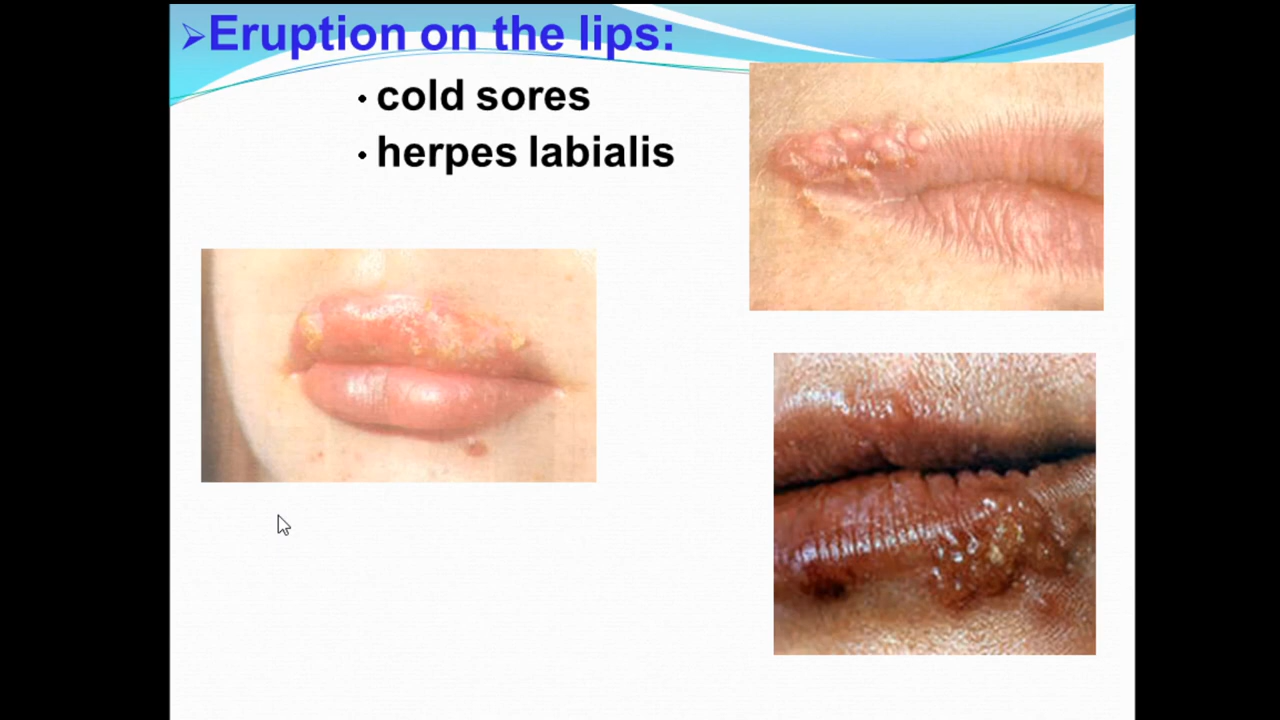 ➢Eruption on the lips:
• cold sores
• herpes labialis